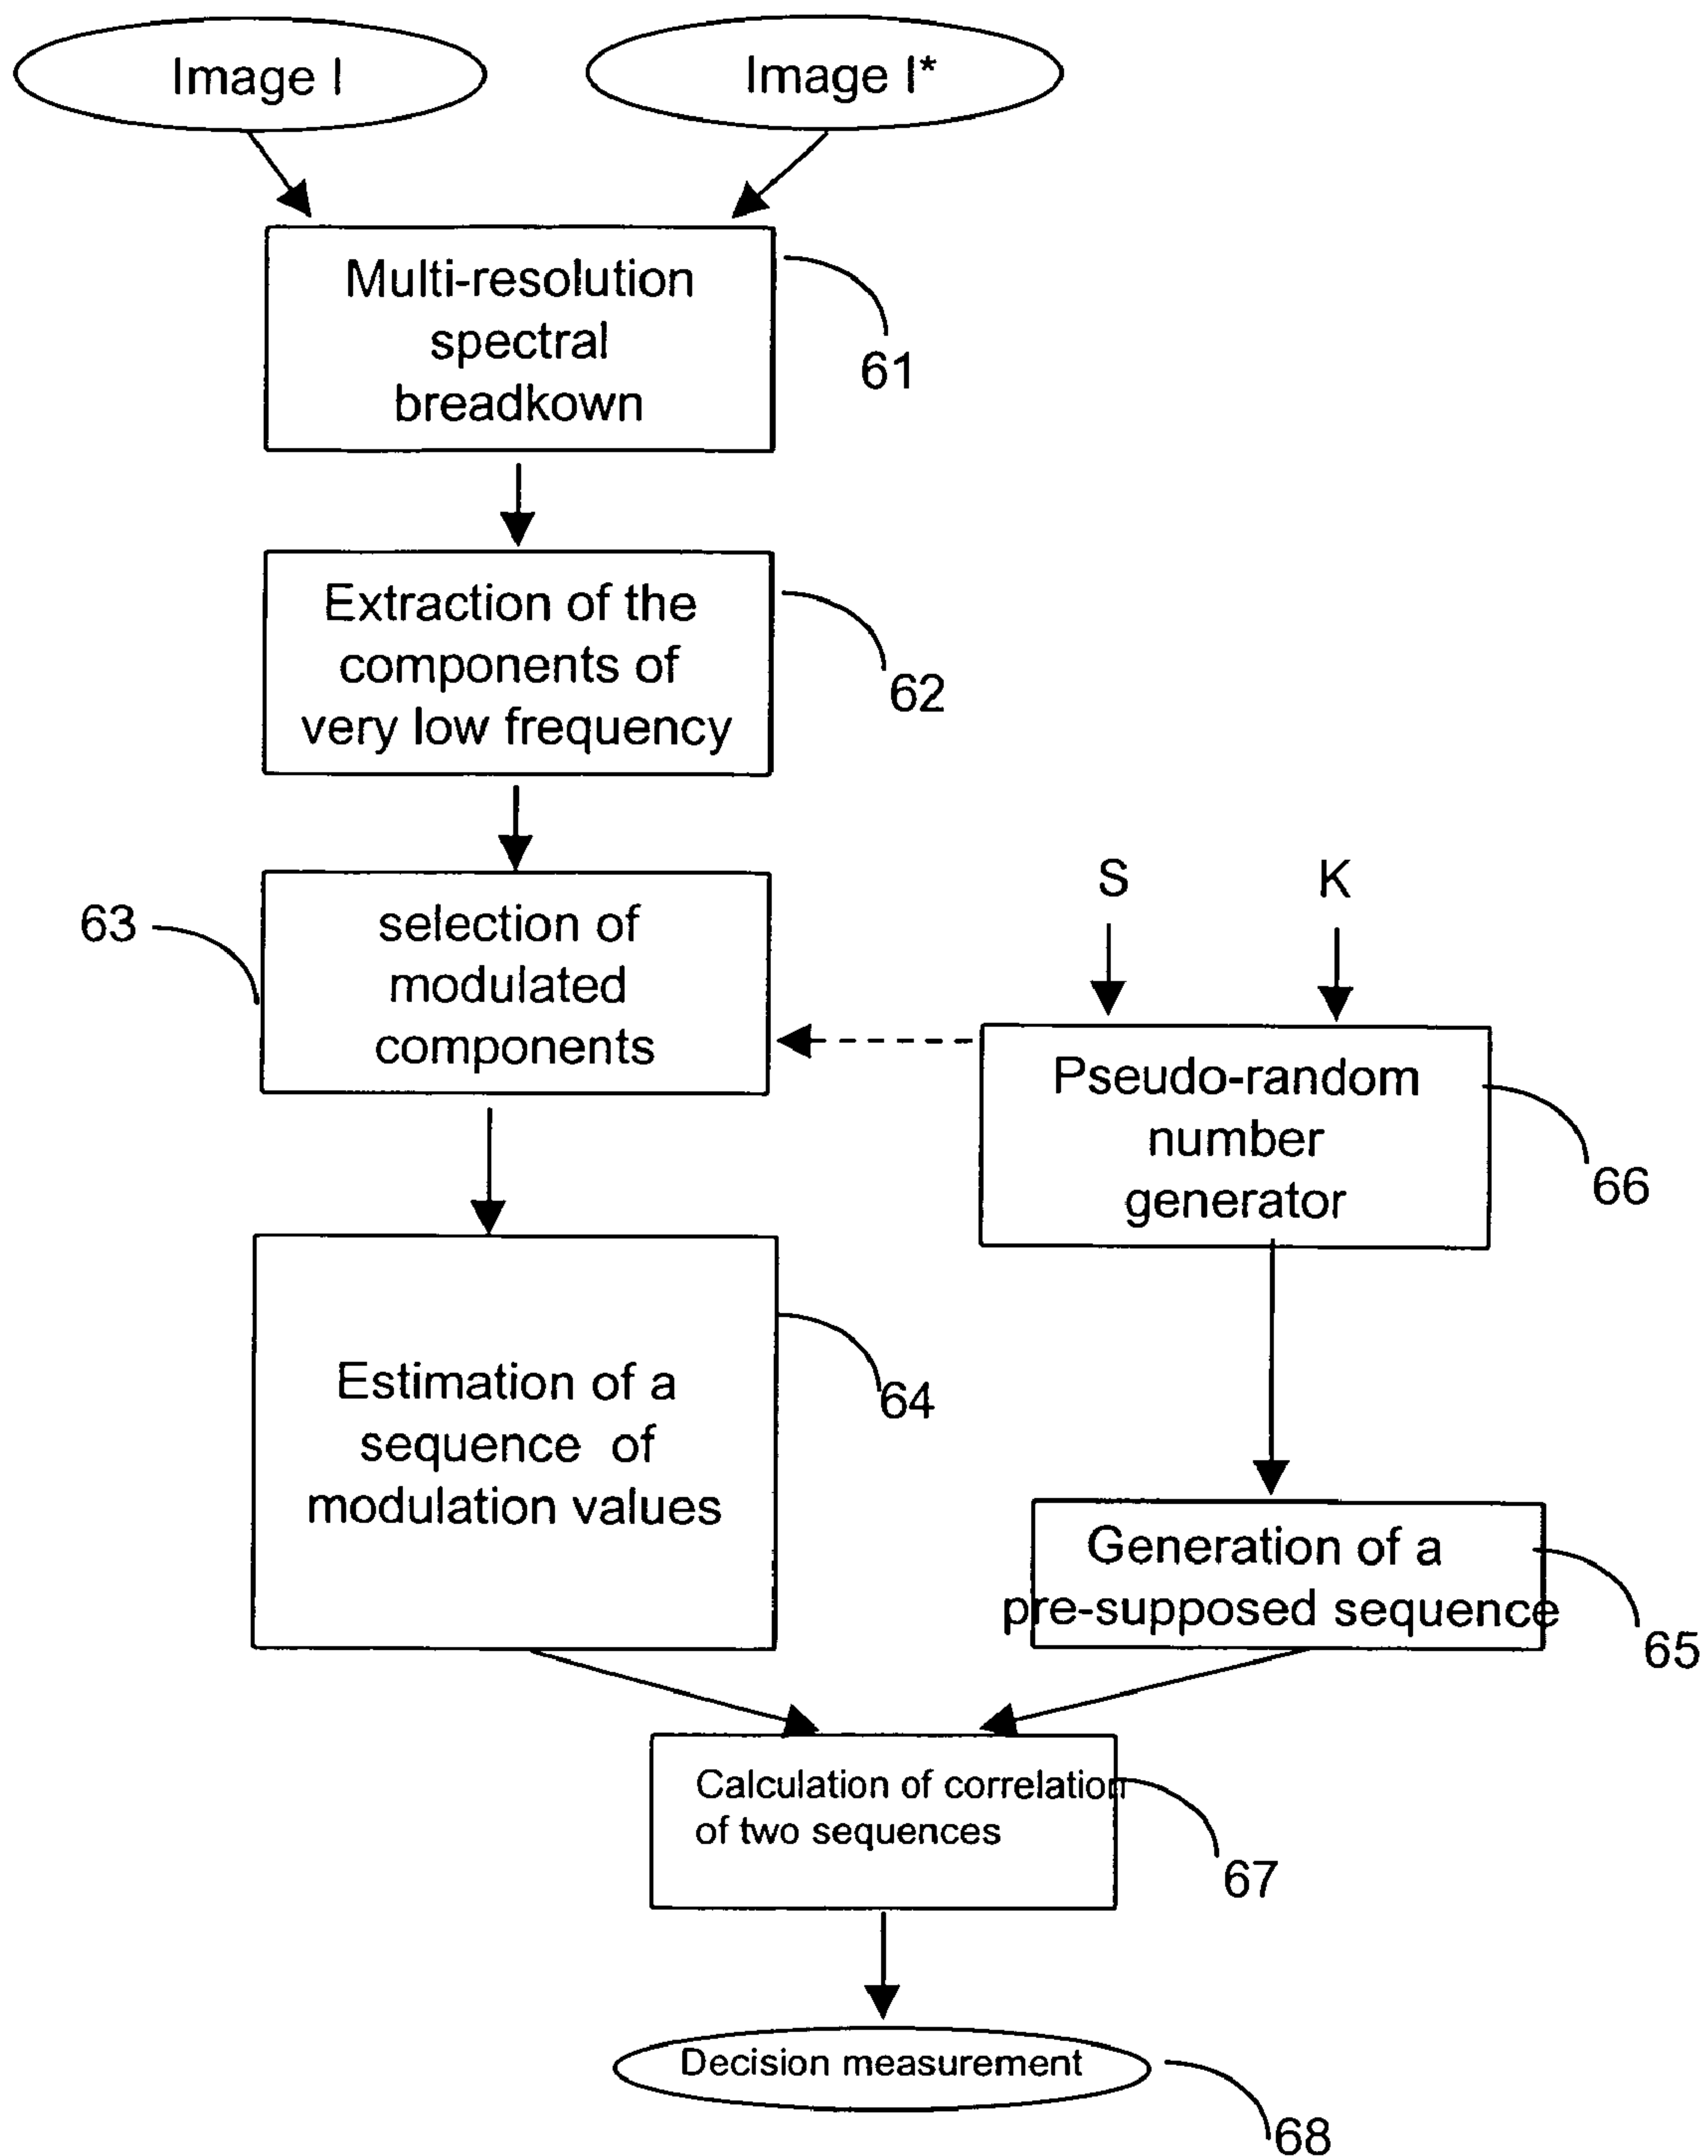 Image I
Image I*
Multi-resolution
spectral
breadkown
61
Extraction of the
components of
very low frequency
62
63
selection of
modulated
components
S
K
Pseudo-random
number
generator
66
Estimation of a
sequence of
modulation values
64
Generation of a
pre-supposed sequence
65
Calculation of correlation
of two sequences
67
Decision measurement
68